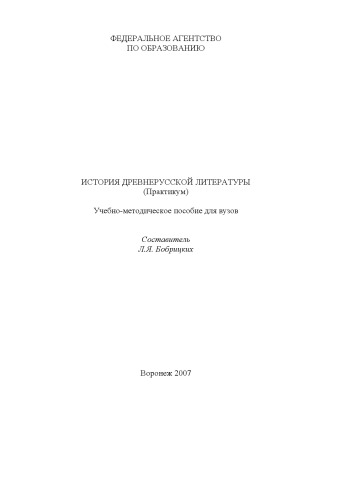 ФЕДЕРАЛЬНОЕ АГЕНТСТВО
ПО ОБРАЗОВАНИЮ
ИСТОРИЯ ДРЕВНЕРУССКОЙ ЛИТЕРАТУРЫ
(Практикум)
Учебно-методическое пособие для вузов
Составитель
Л.Я. Бобрицких
Воронеж 2007